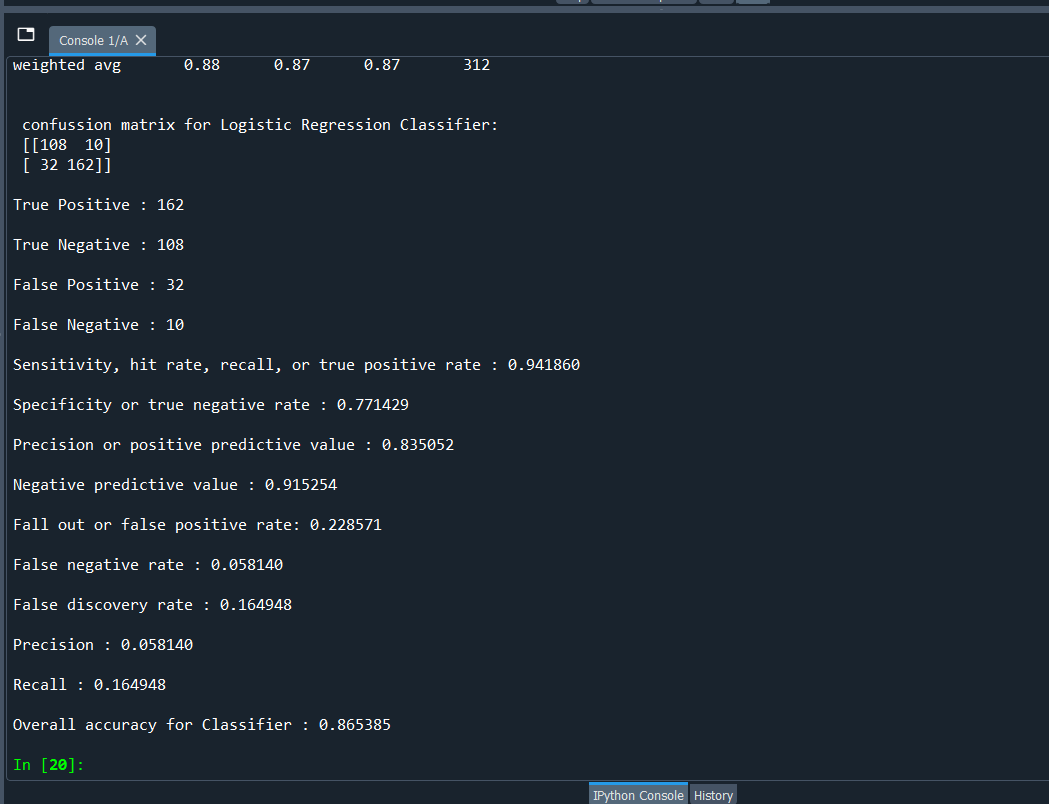 Console 1/A
weighted avg 0.88 0.87 0.87 312
confussion matrix for Logistic Regression Classifier:
[[108 10]
[ 32 162]]
True Positive : 162
True Negative : 108
False Positive : 32
False Negative : 10
Sensitivity, hit rate, recall, or true positive rate : 0.941860
Specificity or true negative rate : 0.771429
Precision or positive predictive value : 0.835052
Negative predictive value : 0.915254
Fall out or false positive rate: 0.228571
False negative rate : 0.058140
False discovery rate : 0.164948
Precision : 0.058140
Recall : 0.164948
Overall accuracy for Classifier : 0.865385
In [20]:
IPython Console History